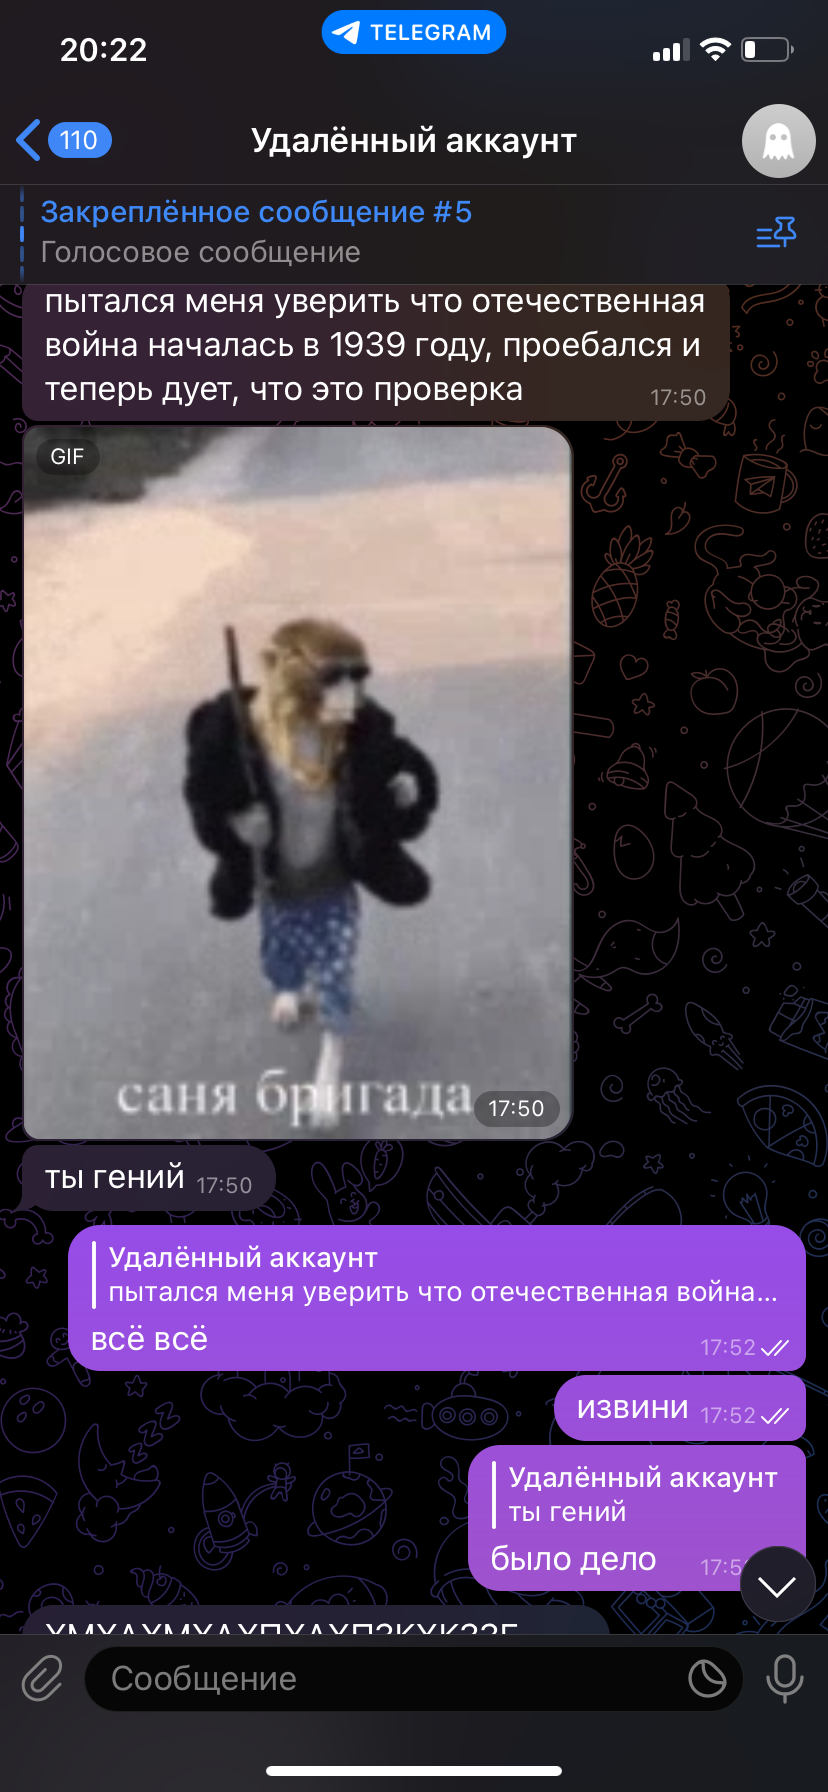 20:22
TELEGRAM
110
Удалённый аккаунт
Закреплённое сообщение #5
Голосовое сообщение
пытался меня уверить что отечественная
война началась в 1939 году, проебался и
теперь дует, что это проверка
17:50
GIF
саня бригада
17:50
ты гений 17:50
Удалённый аккаунт
пытался меня уверить что отечественная война...
всё всё
17:52
извини 17:52
Удалённый аккаунт
ты гений
было дело
Сообщение